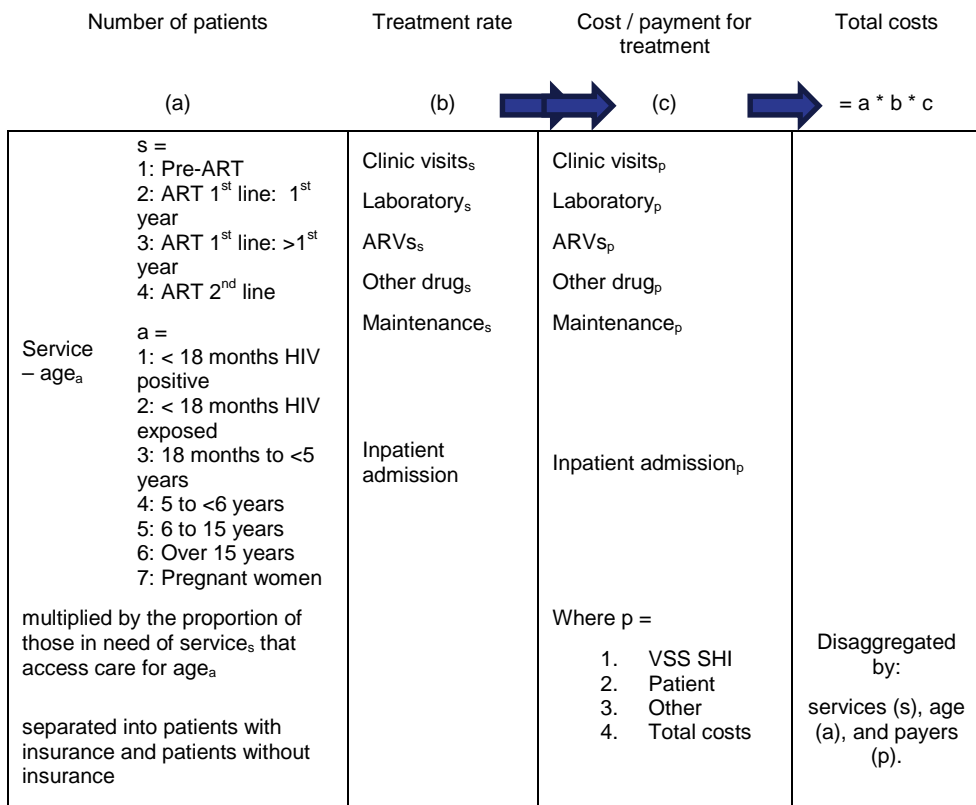 Number of patients
Treatment rate
Cost / payment for
treatment
Total costs
(a)
(b)
(c)
= a * b * c
s =
1: Pre-ART
2: ART 1st line: 1st
year
3: ART 1st line: >1st
year
4: ART 2nd line
Service
– agea
a =
1: < 18 months HIV
positive
2: < 18 months HIV
exposed
3: 18 months to <5
years
4: 5 to <6 years
5: 6 to 15 years
6: Over 15 years
7: Pregnant women
multiplied by the proportion of
those in need of services that
access care for agea
separated into patients with
insurance and patients without
insurance
Clinic visitss
Laboratorys
ARVss
Other drugs
Maintenances
Inpatient
admission
Clinic visitsp
Laboratoryp
ARVsp
Other drugp
Maintenancep
Inpatient admissionp
Where p =
1. VSS SHI
2. Patient
3. Other
4. Total costs
Disaggregated
by:
services (s), age
(a), and payers
(p).